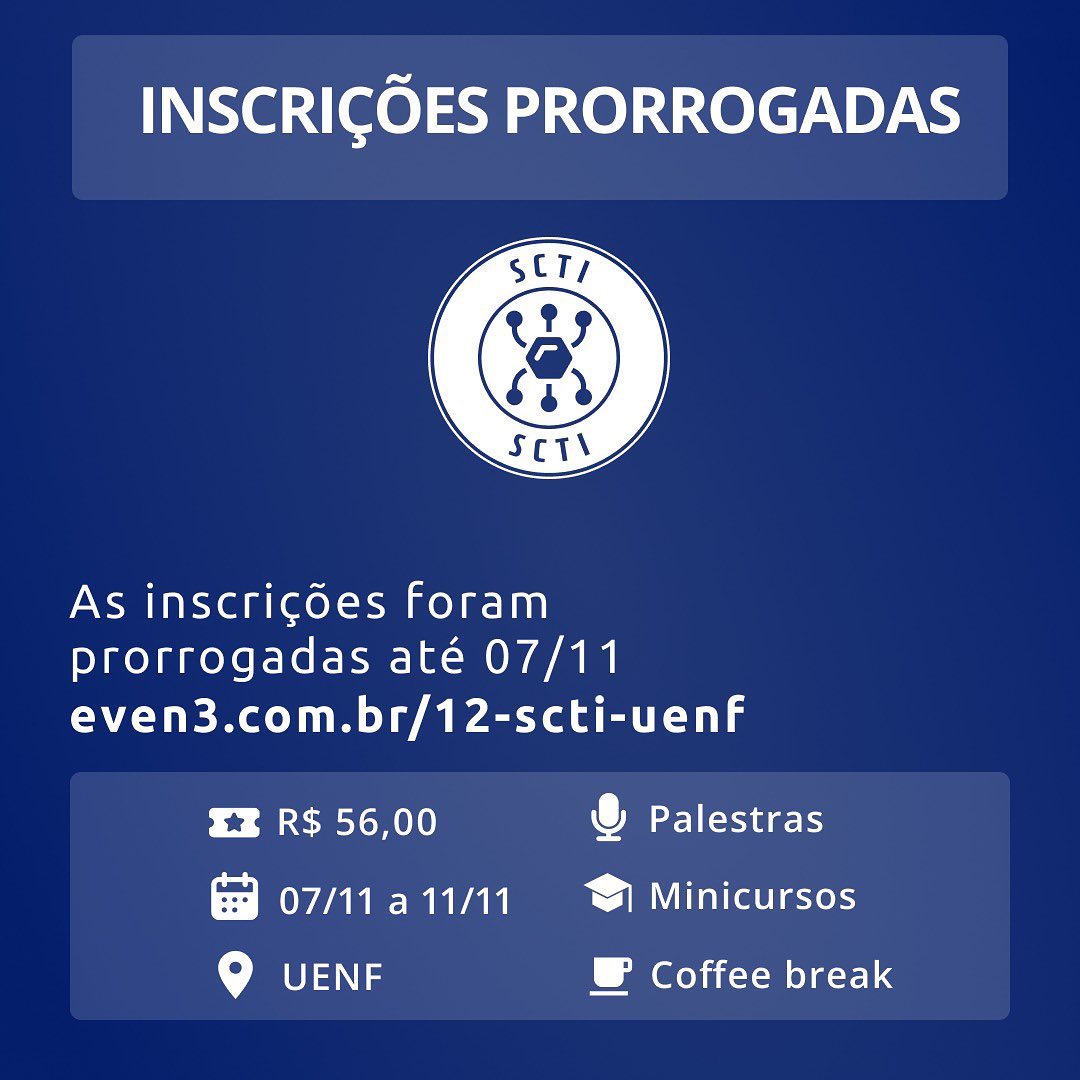 INSCRIÇÕES PRORROGADAS
SCTI
SCTI
As inscrições foram
prorrogadas até 07/11
even3.com.br/12-scti-uenf
R$ 56,00
07/11 a 11/11
UENF
Palestras
Minicursos
Coffee break